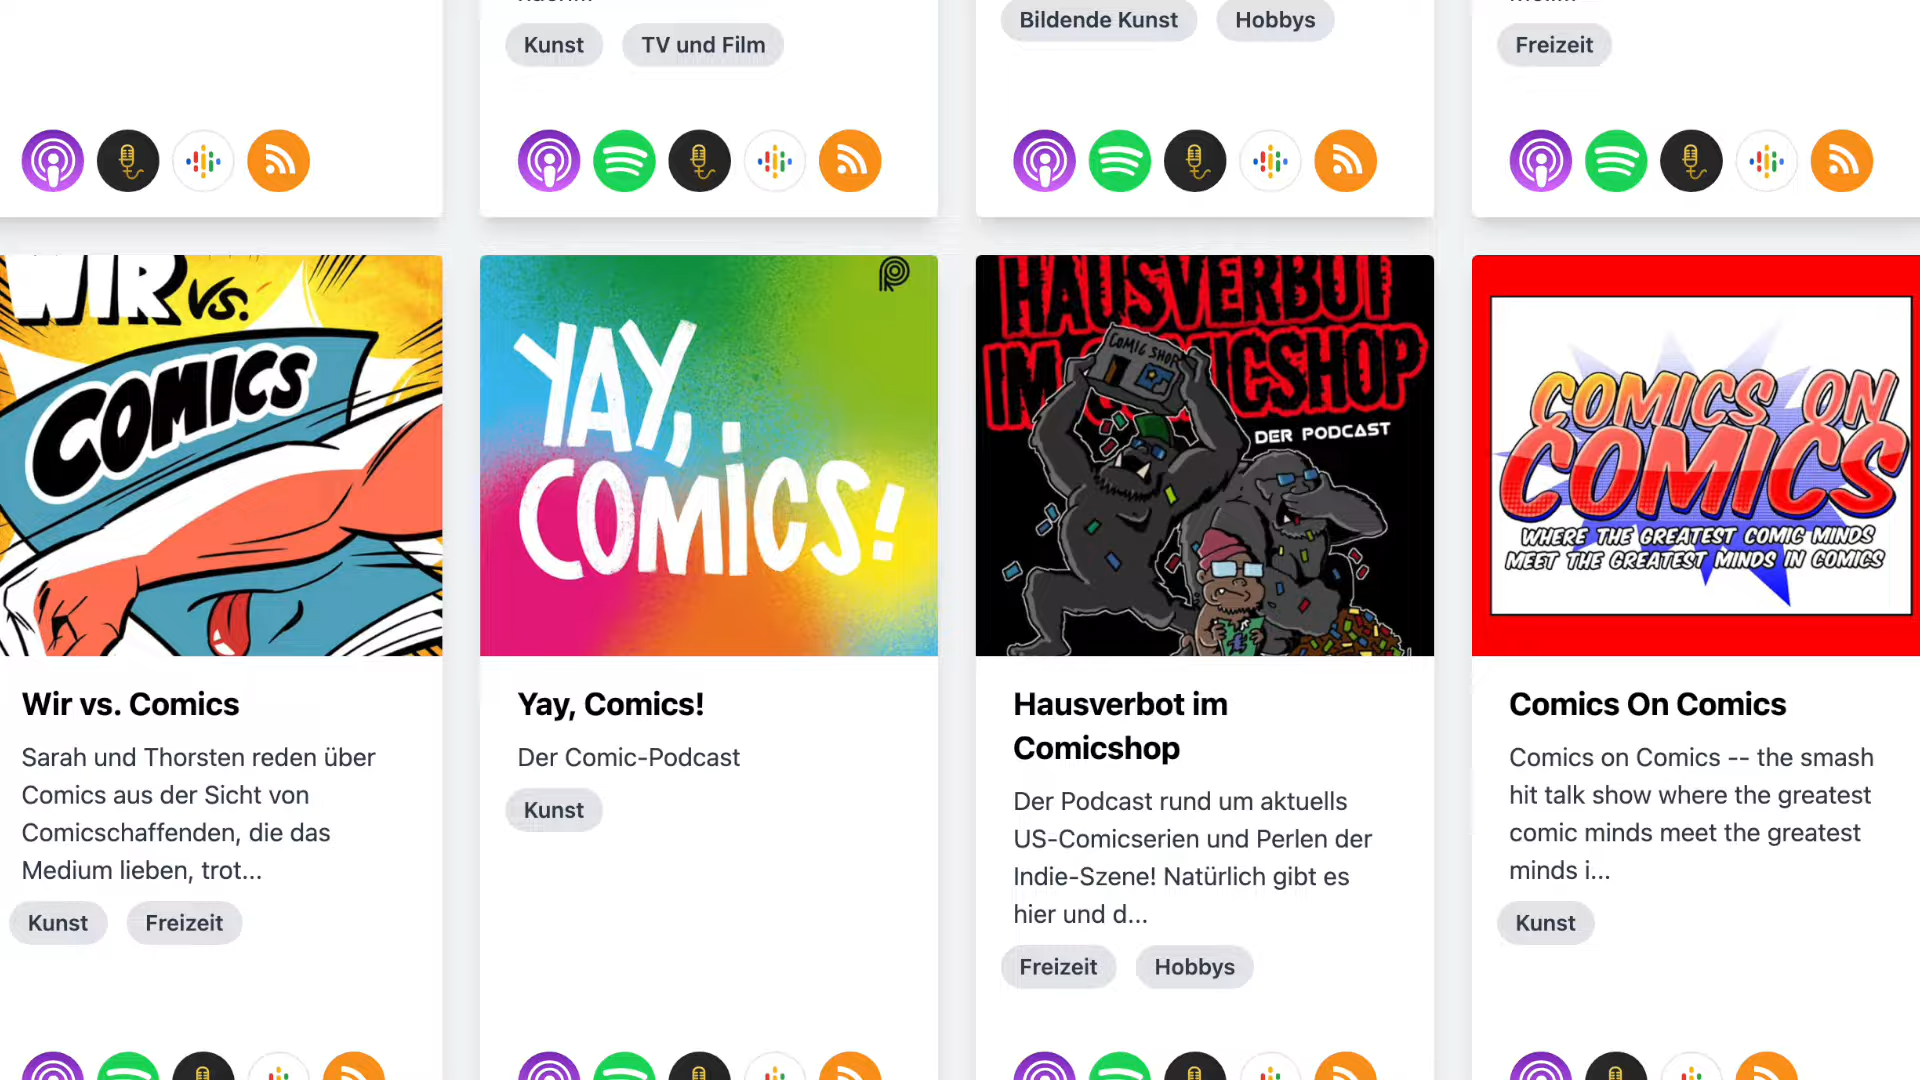 Kunst
TV und Film
Bildende Kunst
Hobbys
Freizeit
WIR vs.
COMICS
YAY,
COMiCS!
HAUSVERBOT
IM COMICSHOP
COMIC SHOP
DER PODCAST
COMICS ON
COMICS
WHERE THE GREATEST COMIC MINDS
MEET THE GREATEST MINDS IN COMICS
Wir vs. Comics
Sarah und Thorsten reden über
Comics aus der Sicht von
Comicschaffenden, die das
Medium lieben, trot...
Kunst
Freizeit
Yay, Comics!
Der Comic-Podcast
Kunst
Hausverbot im
Comicshop
Der Podcast rund um aktuells
US-Comicserien und Perlen der
Indie-Szene! Natürlich gibt es
hier und d...
Freizeit
Hobbys
Comics On Comics
Comics on Comics -- the smash
hit talk show where the greatest
comic minds meet the greatest
minds i...
Kunst